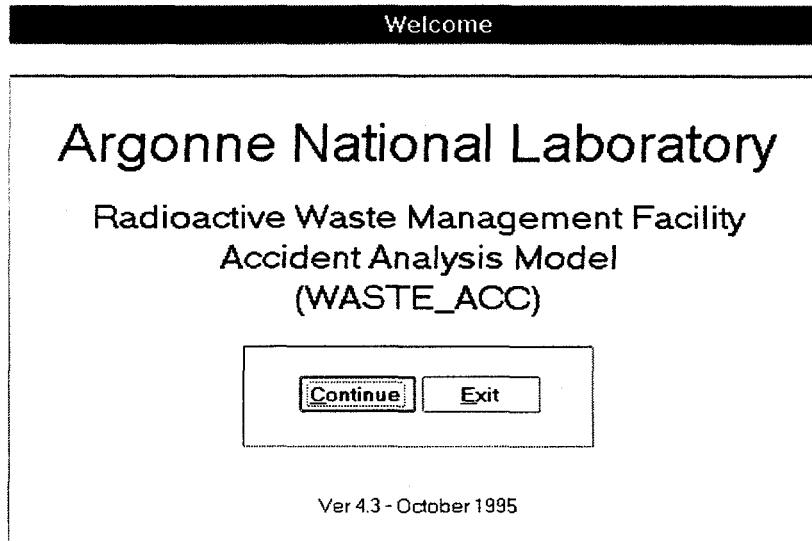 Welcome
Argonne National Laboratory
Radioactive Waste Management Facility
Accident Analysis Model
(WASTE_ACC)
Continue Exit
Ver 4.3 - October 1995